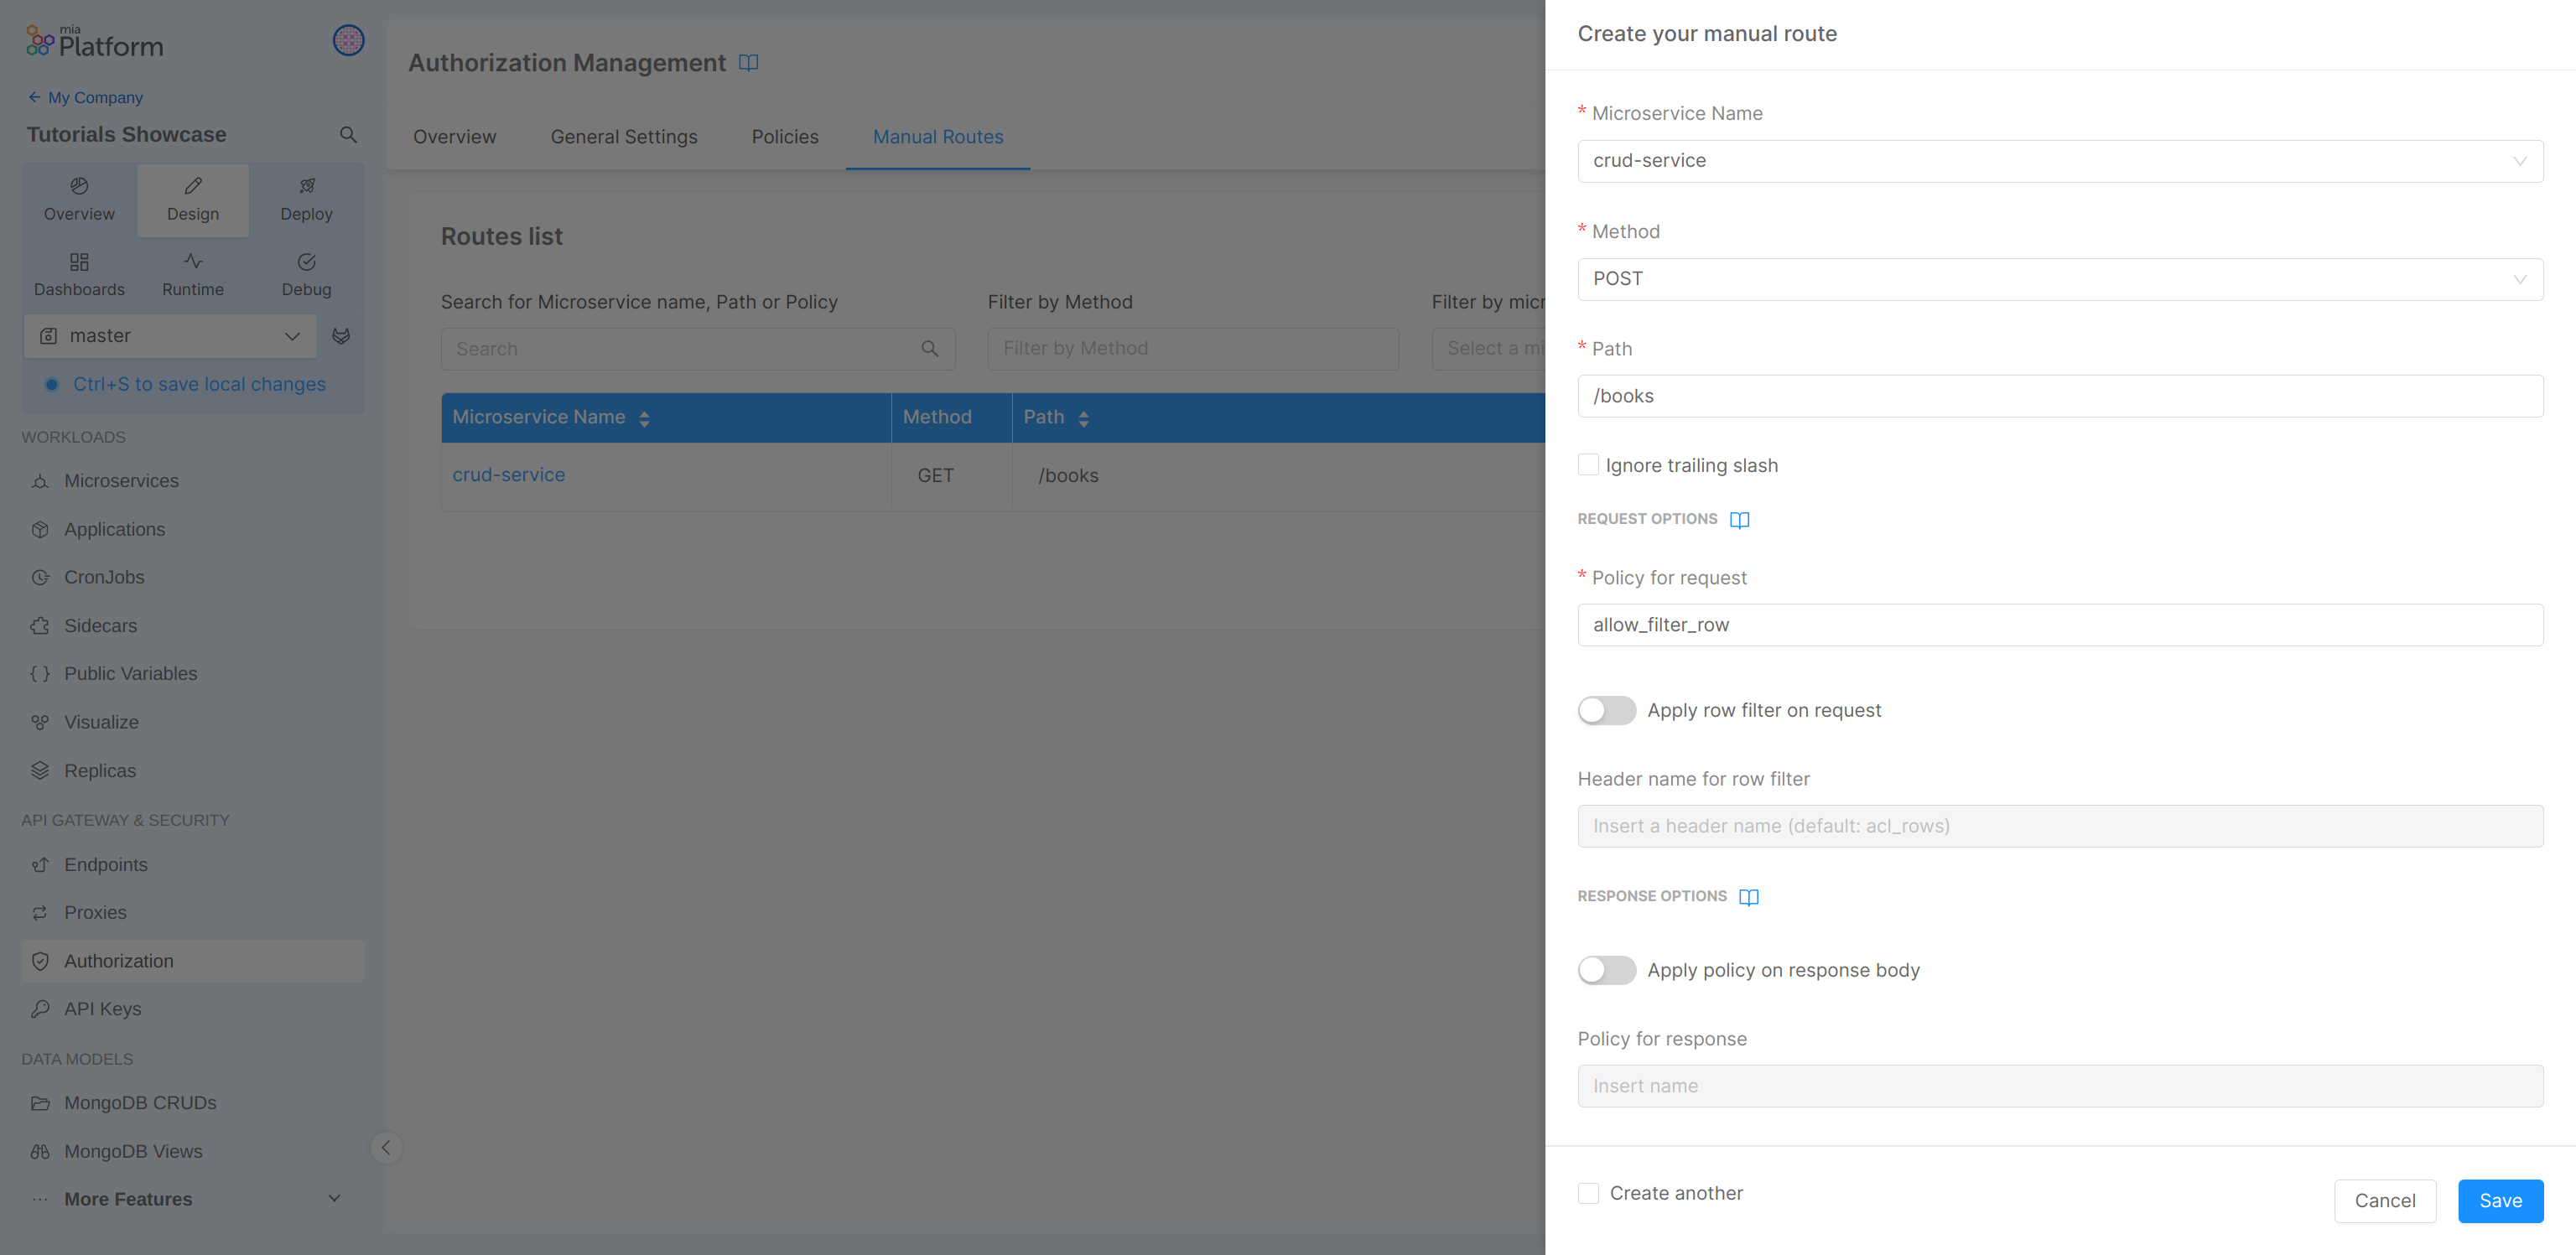 mia
Platform
My Company
Tutorials Showcase
Overview
Design
Deploy
Dashboards
Runtime
Debug
master
Ctrl+S to save local changes
WORKLOADS
Microservices
Applications
CronJobs
Sidecars
Public Variables
Visualize
Replicas
API GATEWAY & SECURITY
Endpoints
Proxies
Authorization
API Keys
DATA MODELS
MongoDB CRUDs
MongoDB Views
More Features
Authorization Management
Overview General Settings Policies Manual Routes
Routes list
Search for Microservice name, Path or Policy
Search
Filter by Method
Filter by Method
Filter by micr
Select a mi
Microservice Name Method Path
crud-service GET /books
Create your manual route
* Microservice Name
crud-service
* Method
POST
* Path
/books
Ignore trailing slash
REQUEST OPTIONS
* Policy for request
allow_filter_row
Apply row filter on request
Header name for row filter
Insert a header name (default: acl_rows)
RESPONSE OPTIONS
Apply policy on response body
Policy for response
Insert name
Create another
Cancel
Save